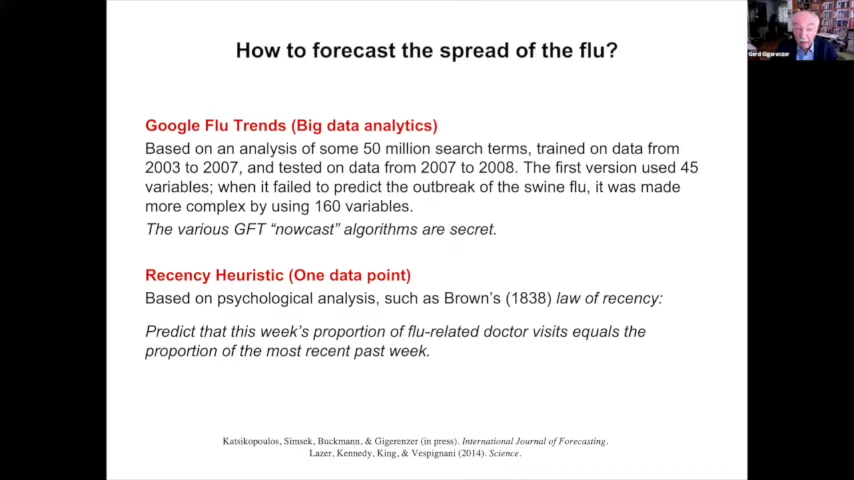 How to forecast the spread of the flu?
Gerd Gigerenzer
Google Flu Trends (Big data analytics)
Based on an analysis of some 50 million search terms, trained on data from
2003 to 2007, and tested on data from 2007 to 2008. The first version used 45
variables; when it failed to predict the outbreak of the swine flu, it was made
more complex by using 160 variables.
The various GFT “nowcast” algorithms are secret.
Recency Heuristic (One data point)
Based on psychological analysis, such as Brown’s (1838) law of recency:
Predict that this week’s proportion of flu-related doctor visits equals the
proportion of the most recent past week.
Katsikopoulos, Simsek, Buckmann, & Gigerenzer (in press). International Journal of Forecasting.
Lazer, Kennedy, King, & Vespignani (2014). Science.